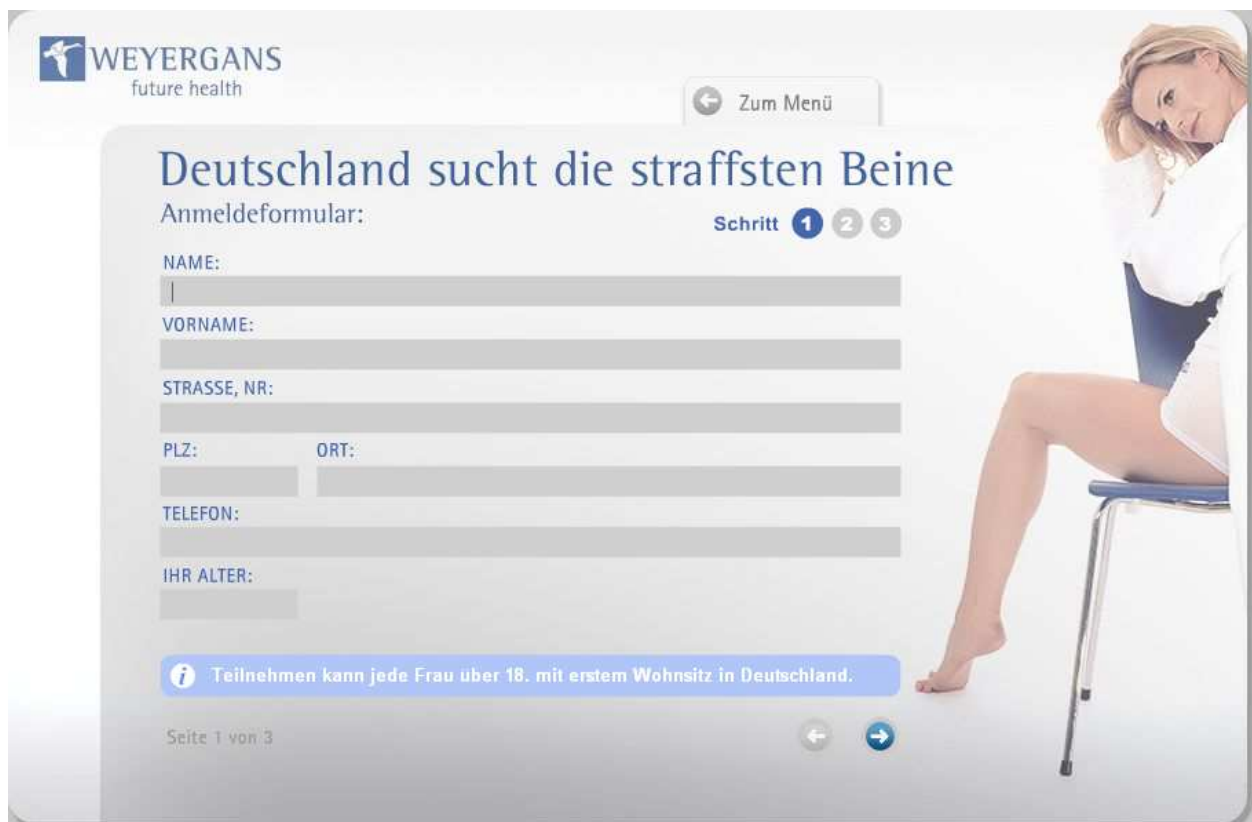 WEYERGANS
future health
Zum Menü
Deutschland sucht die straffsten Beine
Anmeldeformular:
Schritt 1 2 3
NAME:
VORNAME:
STRASSE, NR:
PLZ: ORT:
TELEFON:
IHR ALTER:
i Teilnehmen kann jede Frau über 18. mit erstem Wohnsitz in Deutschland.
Seite 1 von 3